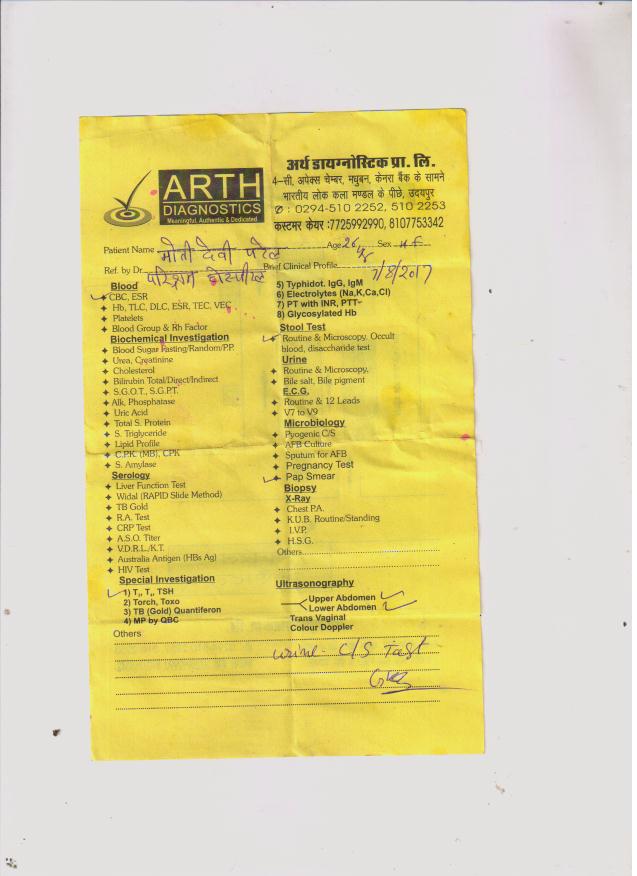 ARTH
DIAGNOSTICS
Meaningful, Authentic & Dedicated
अर्थ डायग्नोस्टिक प्रा. लि.
4–सी, अपेक्स चेम्बर, मधुबन, केनरा बैंक के सामने
भारतीय लोक कला मण्डल के पीछे, उदयपुर
✆ : 0294-510 2252, 510 2253
कस्टमर केयर :7725992990, 8107753342
Patient Name मोती देवी पटेल Age 26 Sex F
Ref. by Dr. परिश्रम होस्पीटल Brief Clinical Profile 7/8/2017
Blood
CBC, ESR
Hb, TLC, DLC, ESR, TEC, VEC
Platelets
Blood Group & Rh Factor
Biochemical Investigation
Blood Sugar Fasting/Random/P.P.
Urea, Creatinine
Cholesterol
Bilirubin Total/Direct/Indirect
S.G.O.T., S.G.P.T.
Alk. Phosphatase
Uric Acid
Total S. Protein
S. Triglyceride
Lipid Profile
C.P.K. (MB), CPK
S. Amylase
Serology
Liver Function Test
Widal (RAPID Slide Method)
TB Gold
R.A. Test
CRP Test
A.S.O. Titer
V.D.R.L./K.T.
Australia Antigen (HBs Ag)
HIV Test
Special Investigation
1) T₃, T₄, TSH
2) Torch, Toxo
3) TB (Gold) Quantiferon
4) MP by QBC
Others
5) Typhidot. IgG, IgM
6) Electrolytes (Na,K,Ca,Cl)
7) PT with INR, PTT
8) Glycosylated Hb
Stool Test
Routine & Microscopy, Occult
blood, disaccharide test
Urine
Routine & Microscopy,
Bile salt, Bile pigment
E.C.G.
Routine & 12 Leads
V7 to V9
Microbiology
Pyogenic C/S
AFB Culture
Sputum for AFB
Pregnancy Test
Pap Smear
Biopsy
X-Ray
Chest P.A.
K.U.B. Routine/Standing
I.V.P.
H.S.G.
Others
Ultrasonography
Upper Abdomen
Lower Abdomen
Trans Vaginal
Colour Doppler
urine C/S Test